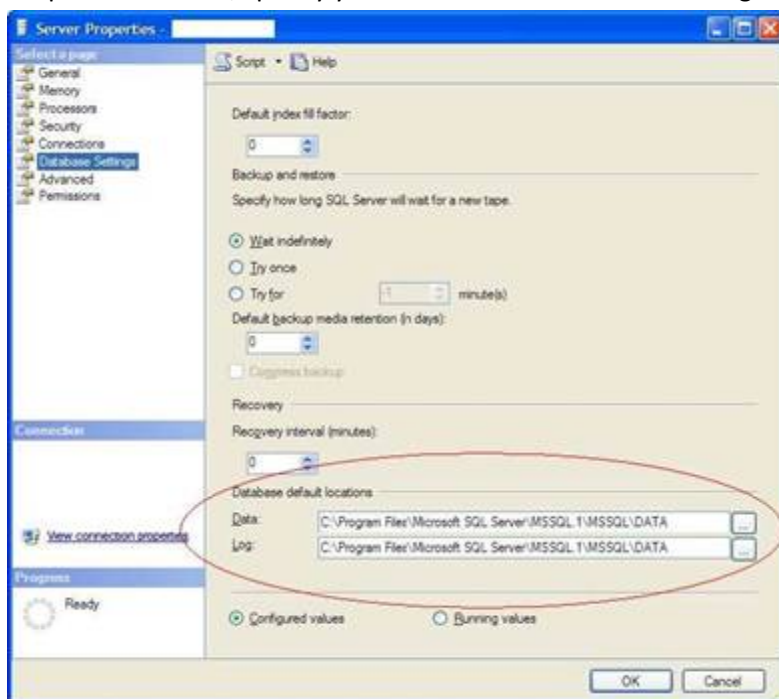 Server Properties -
Select a page
General
Memory
Processors
Security
Connections
Database Settings
Advanced
Permissions
Script
Help
Default index fill factor:
0
Backup and restore
Specify how long SQL Server will wait for a new tape.
Wait indefinitely
Try once
Try for
-1
minute(s)
Default backup media retention (in days):
0
Compress backup
Recovery
Recovery interval (minutes):
0
Database default locations
Data: C:\Program Files\Microsoft SQL Server\MSSQL.1\MSSQL\DATA ...
Log: C:\Program Files\Microsoft SQL Server\MSSQL.1\MSSQL\DATA ...
Connection
View connection properties
Progress
Ready
Configured values
Running values
OK
Cancel